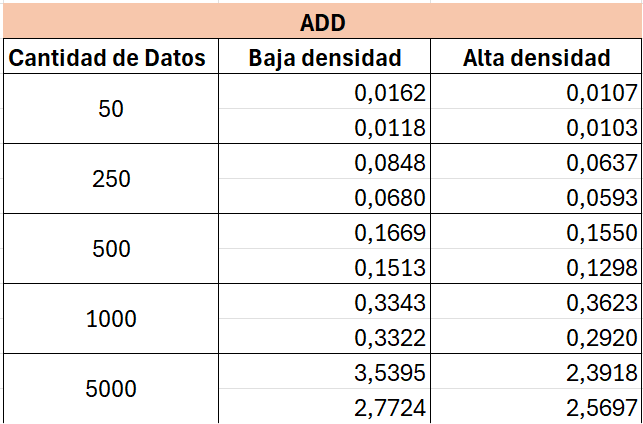 ADD
Cantidad de Datos Baja densidad Alta densidad
50 0,0162 0,0107
0,0118 0,0103
250 0,0848 0,0637
0,0680 0,0593
500 0,1669 0,1550
0,1513 0,1298
1000 0,3343 0,3623
0,3322 0,2920
5000 3,5395 2,3918
2,7724 2,5697